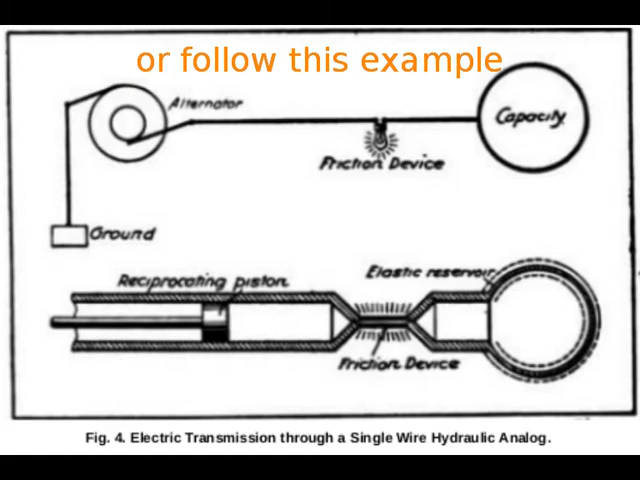 or follow this example
Alternator
Capacity
Friction Device
Ground
Reciprocating piston
Elastic reservoir
Friction Device
Fig. 4. Electric Transmission through a Single Wire Hydraulic Analog.